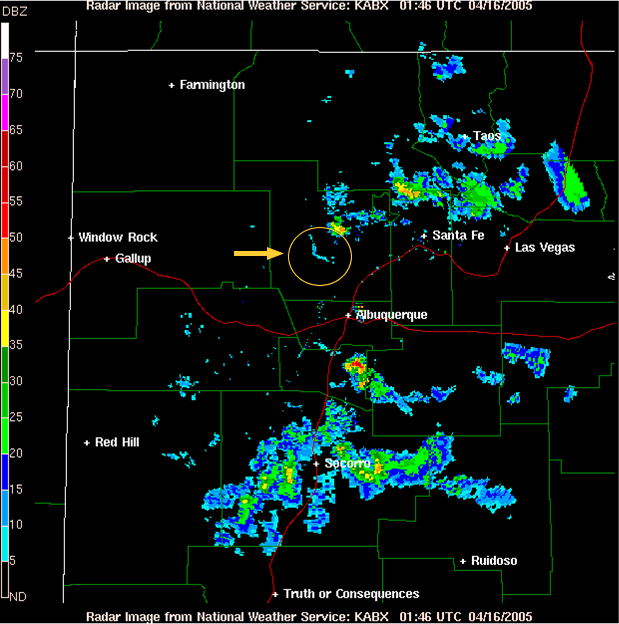 DBZ
Radar Image from National Weather Service: KABX 01:46 UTC 04/16/2005
75
70
65
60
55
50
45
40
35
30
25
20
15
10
5
ND
Farmington
Taos
Window Rock
Gallup
Santa Fe
Las Vegas
Albuquerque
Red Hill
Socorro
Ruidoso
Truth or Consequences
Radar Image from National Weather Service: KABX 01:46 UTC 04/16/2005